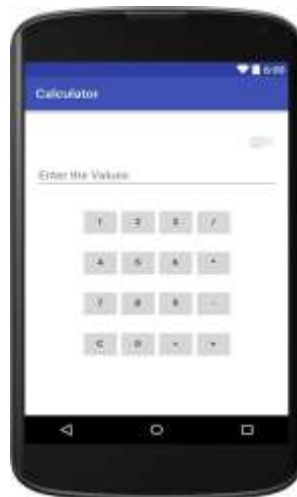 6:00
Calculator
Enter the Values
1 2 3 /
4 5 6 *
7 8 9 -
C 0 +